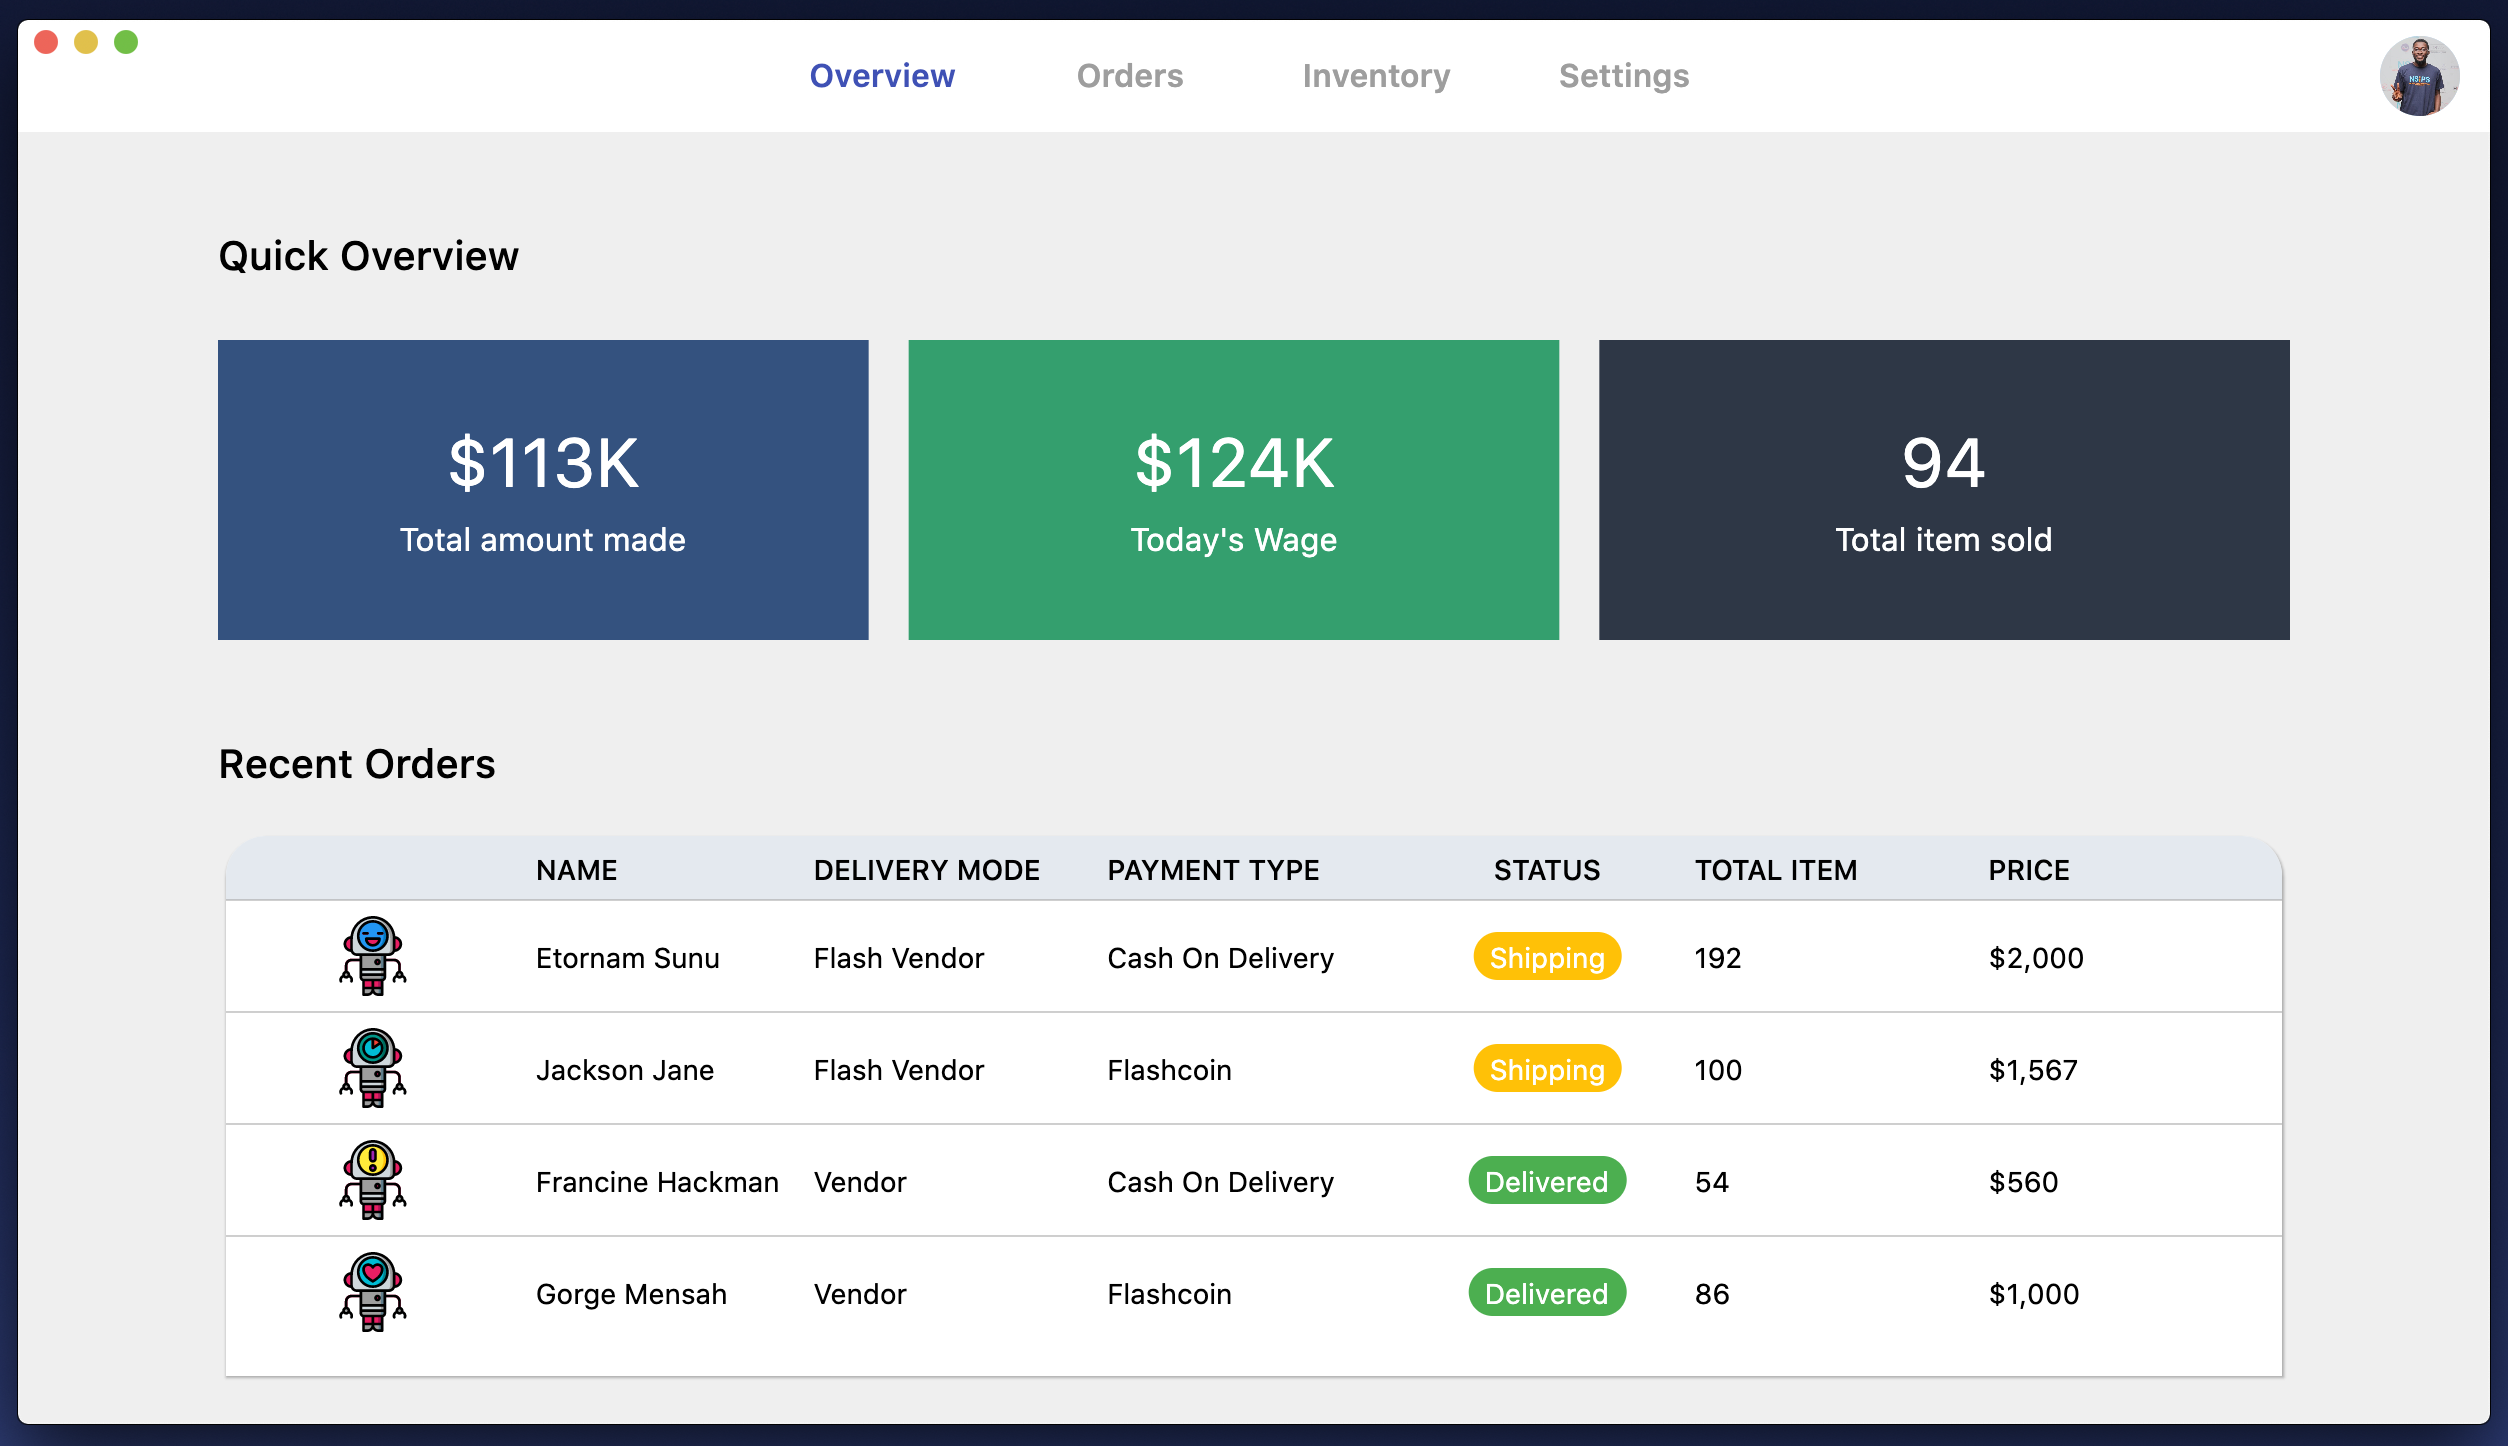 Overview Orders Inventory Settings
Quick Overview
$113K
Total amount made
$124K
Today's Wage
94
Total item sold
Recent Orders
NAME DELIVERY MODE PAYMENT TYPE STATUS TOTAL ITEM PRICE
Etornam Sunu Flash Vendor Cash On Delivery Shipping 192 $2,000
Jackson Jane Flash Vendor Flashcoin Shipping 100 $1,567
Francine Hackman Vendor Cash On Delivery Delivered 54 $560
Gorge Mensah Vendor Flashcoin Delivered 86 $1,000